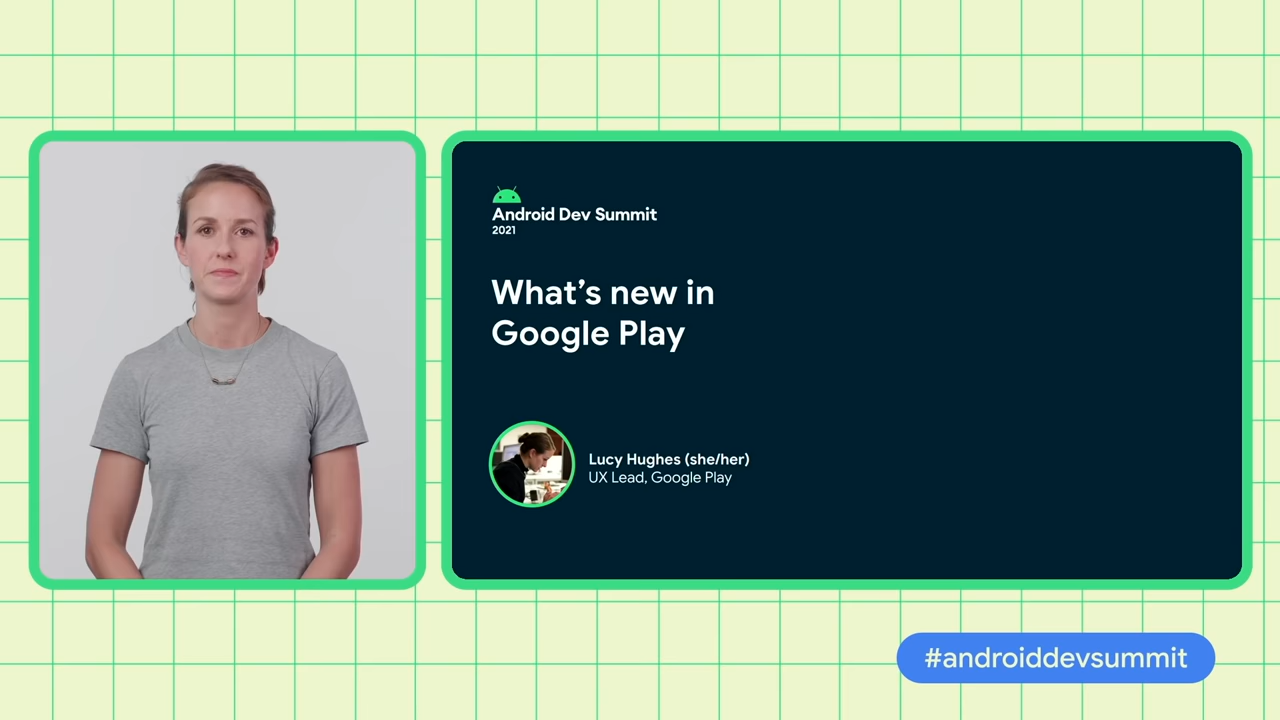 Android Dev Summit
2021
What's new in
Google Play
Lucy Hughes (she/her)
UX Lead, Google Play
#androiddevsummit